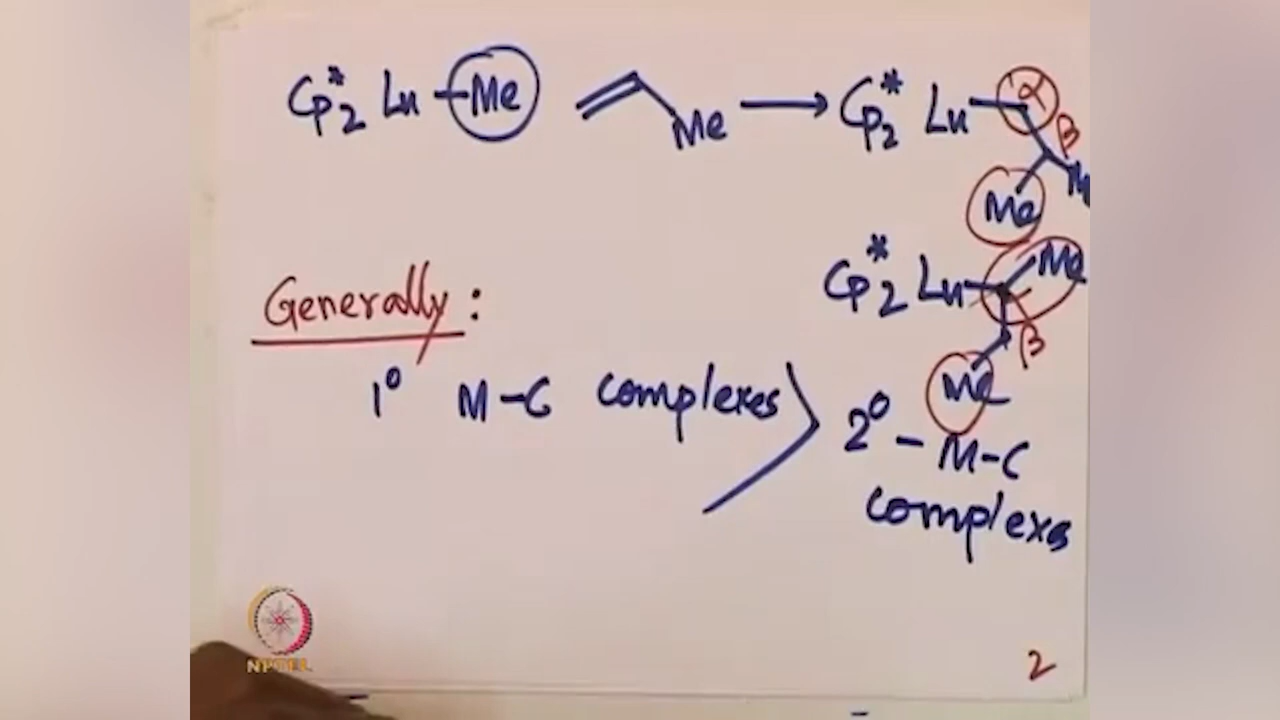 Cp*2 Lu -Me Me → Cp*2 Lu α
β
Me
Cp*2 Lu Me
β
Me
Generally:
1° M-C complexes > 2° - M-C
complexes
NPTEL
2